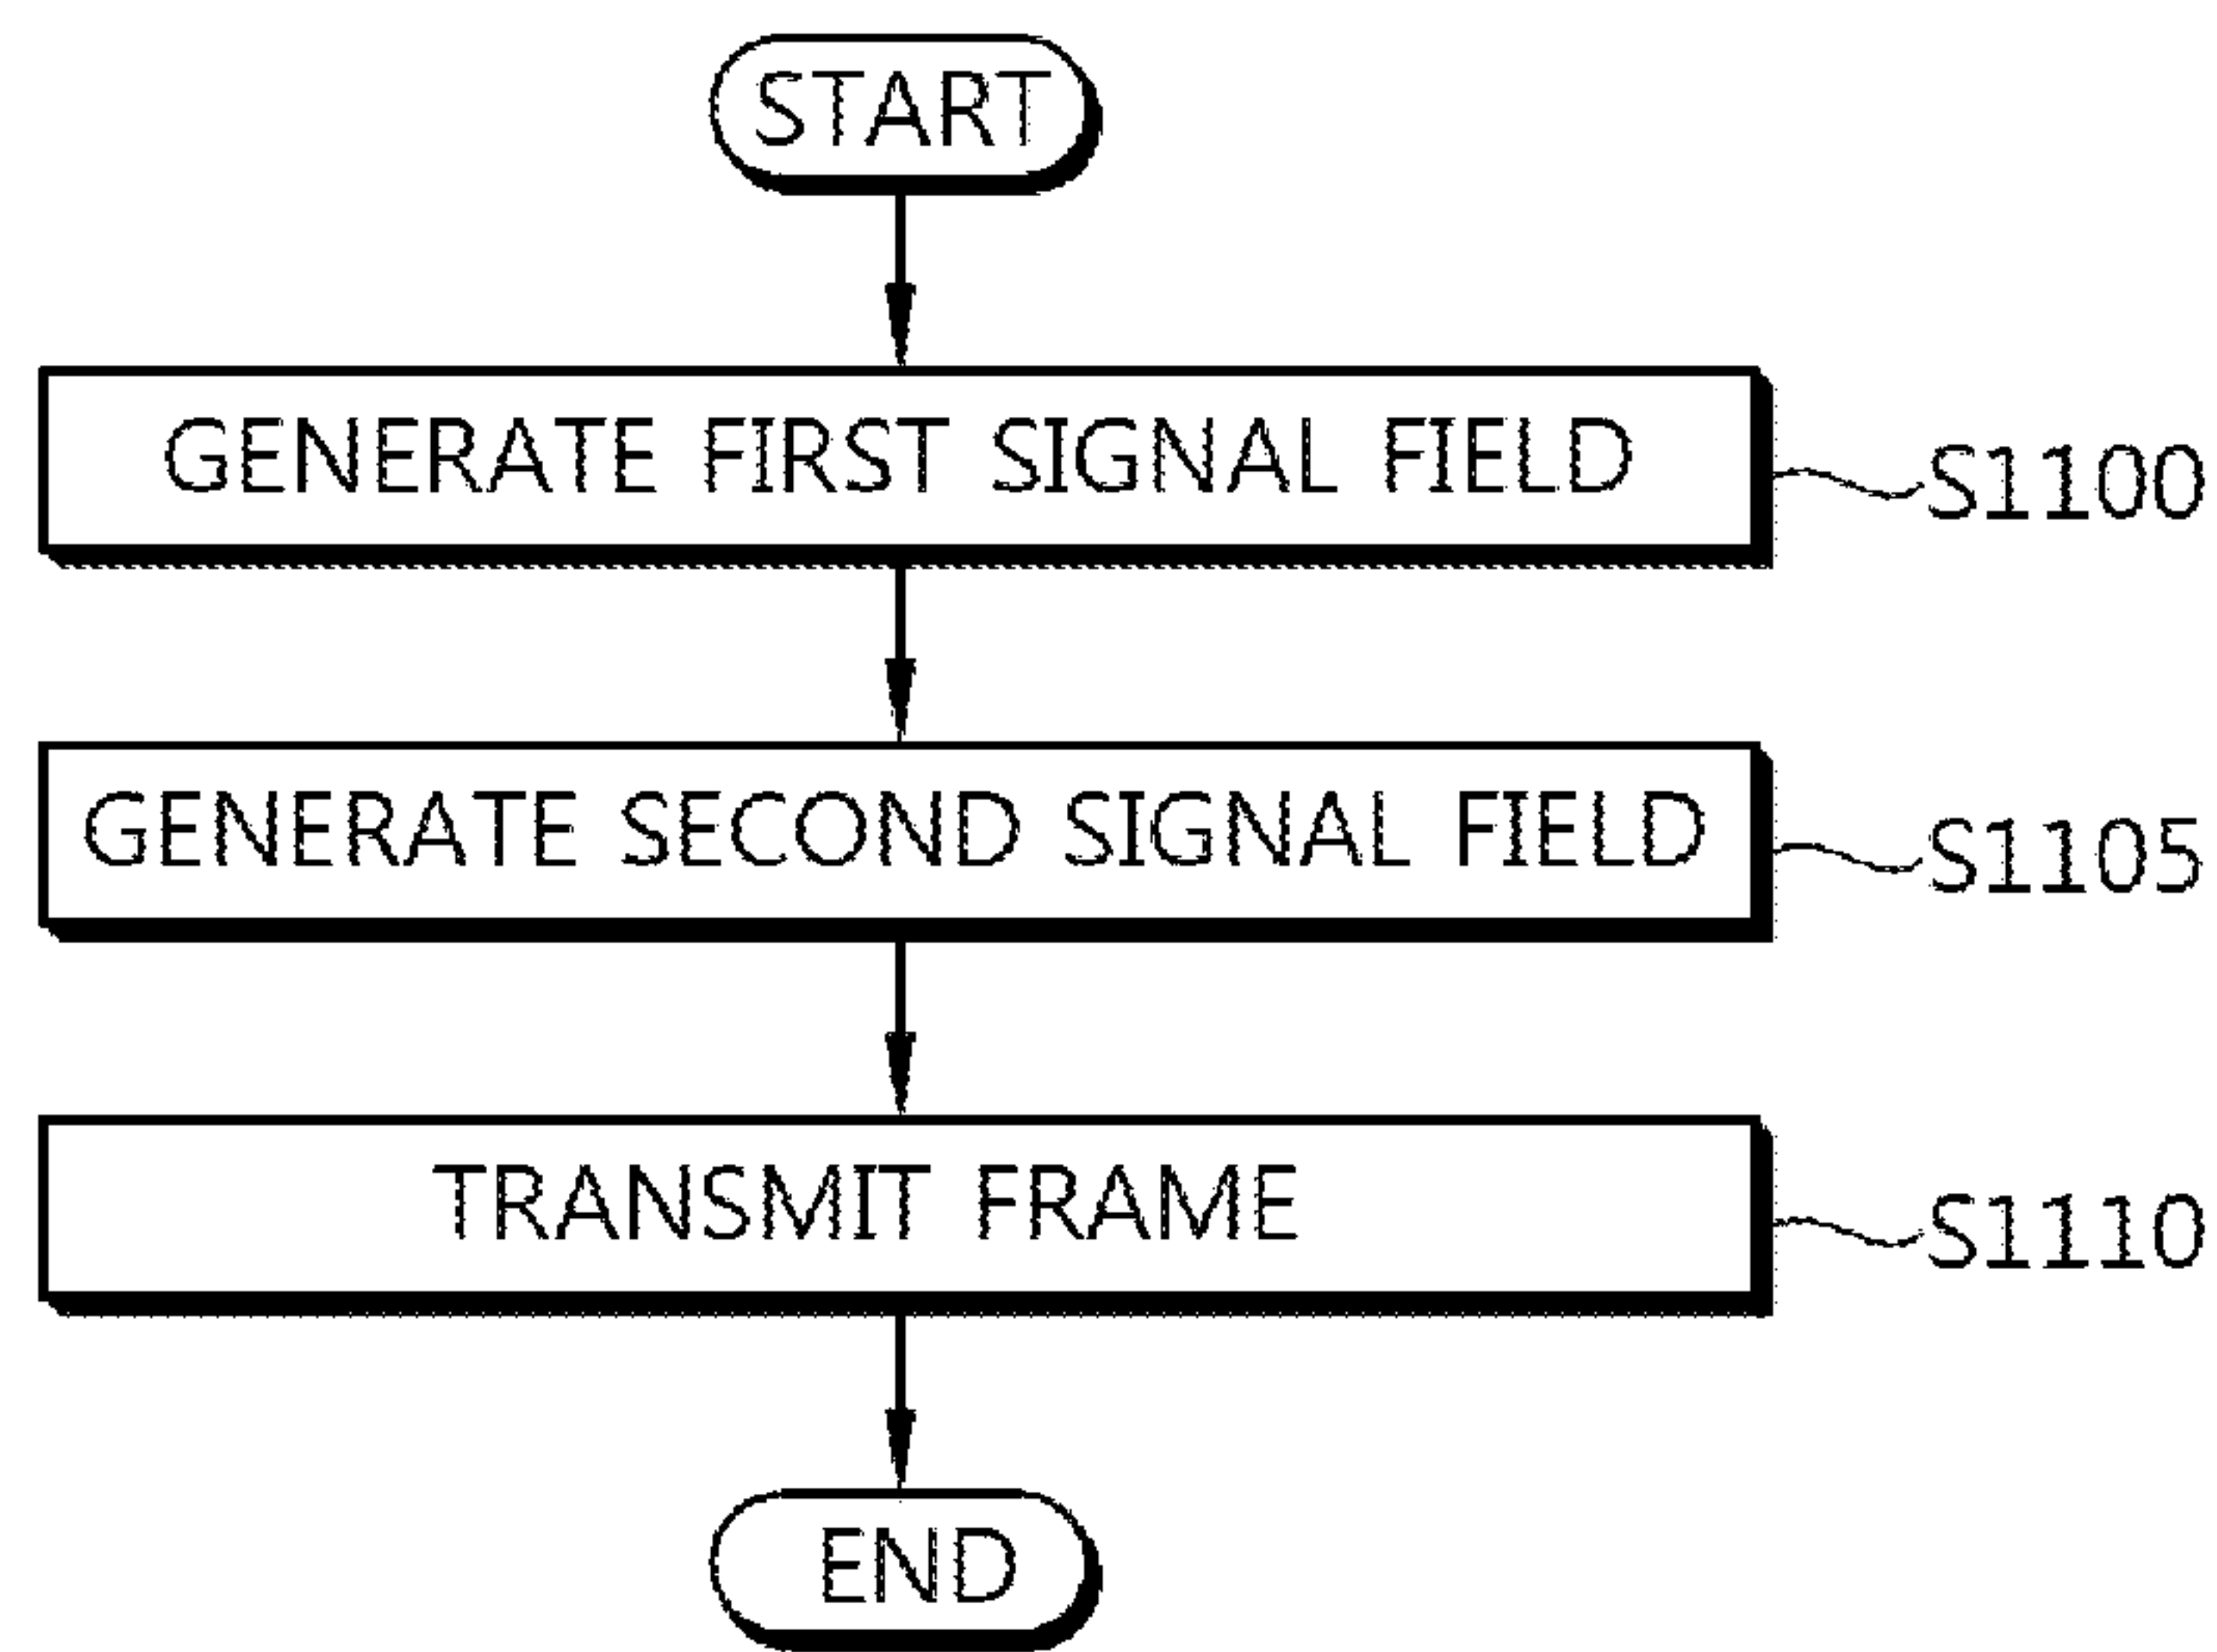 START
GENERATE FIRST SIGNAL FIELD
S1100
GENERATE SECOND SIGNAL FIELD
S1105
TRANSMIT FRAME
S1110
END